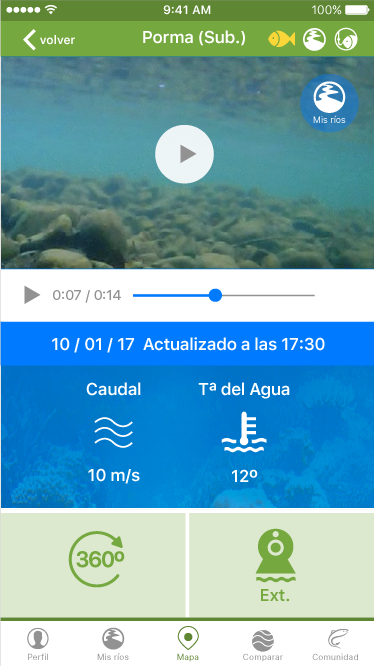 9:41 AM 100%
volver Porma (Sub.)
Mis ríos
0:07 / 0:14
10 / 01 / 17 Actualizado a las 17:30
Caudal Tª del Agua
10 m/s 12º
360º
Ext.
Perfil Mis ríos Mapa Comparar Comunidad